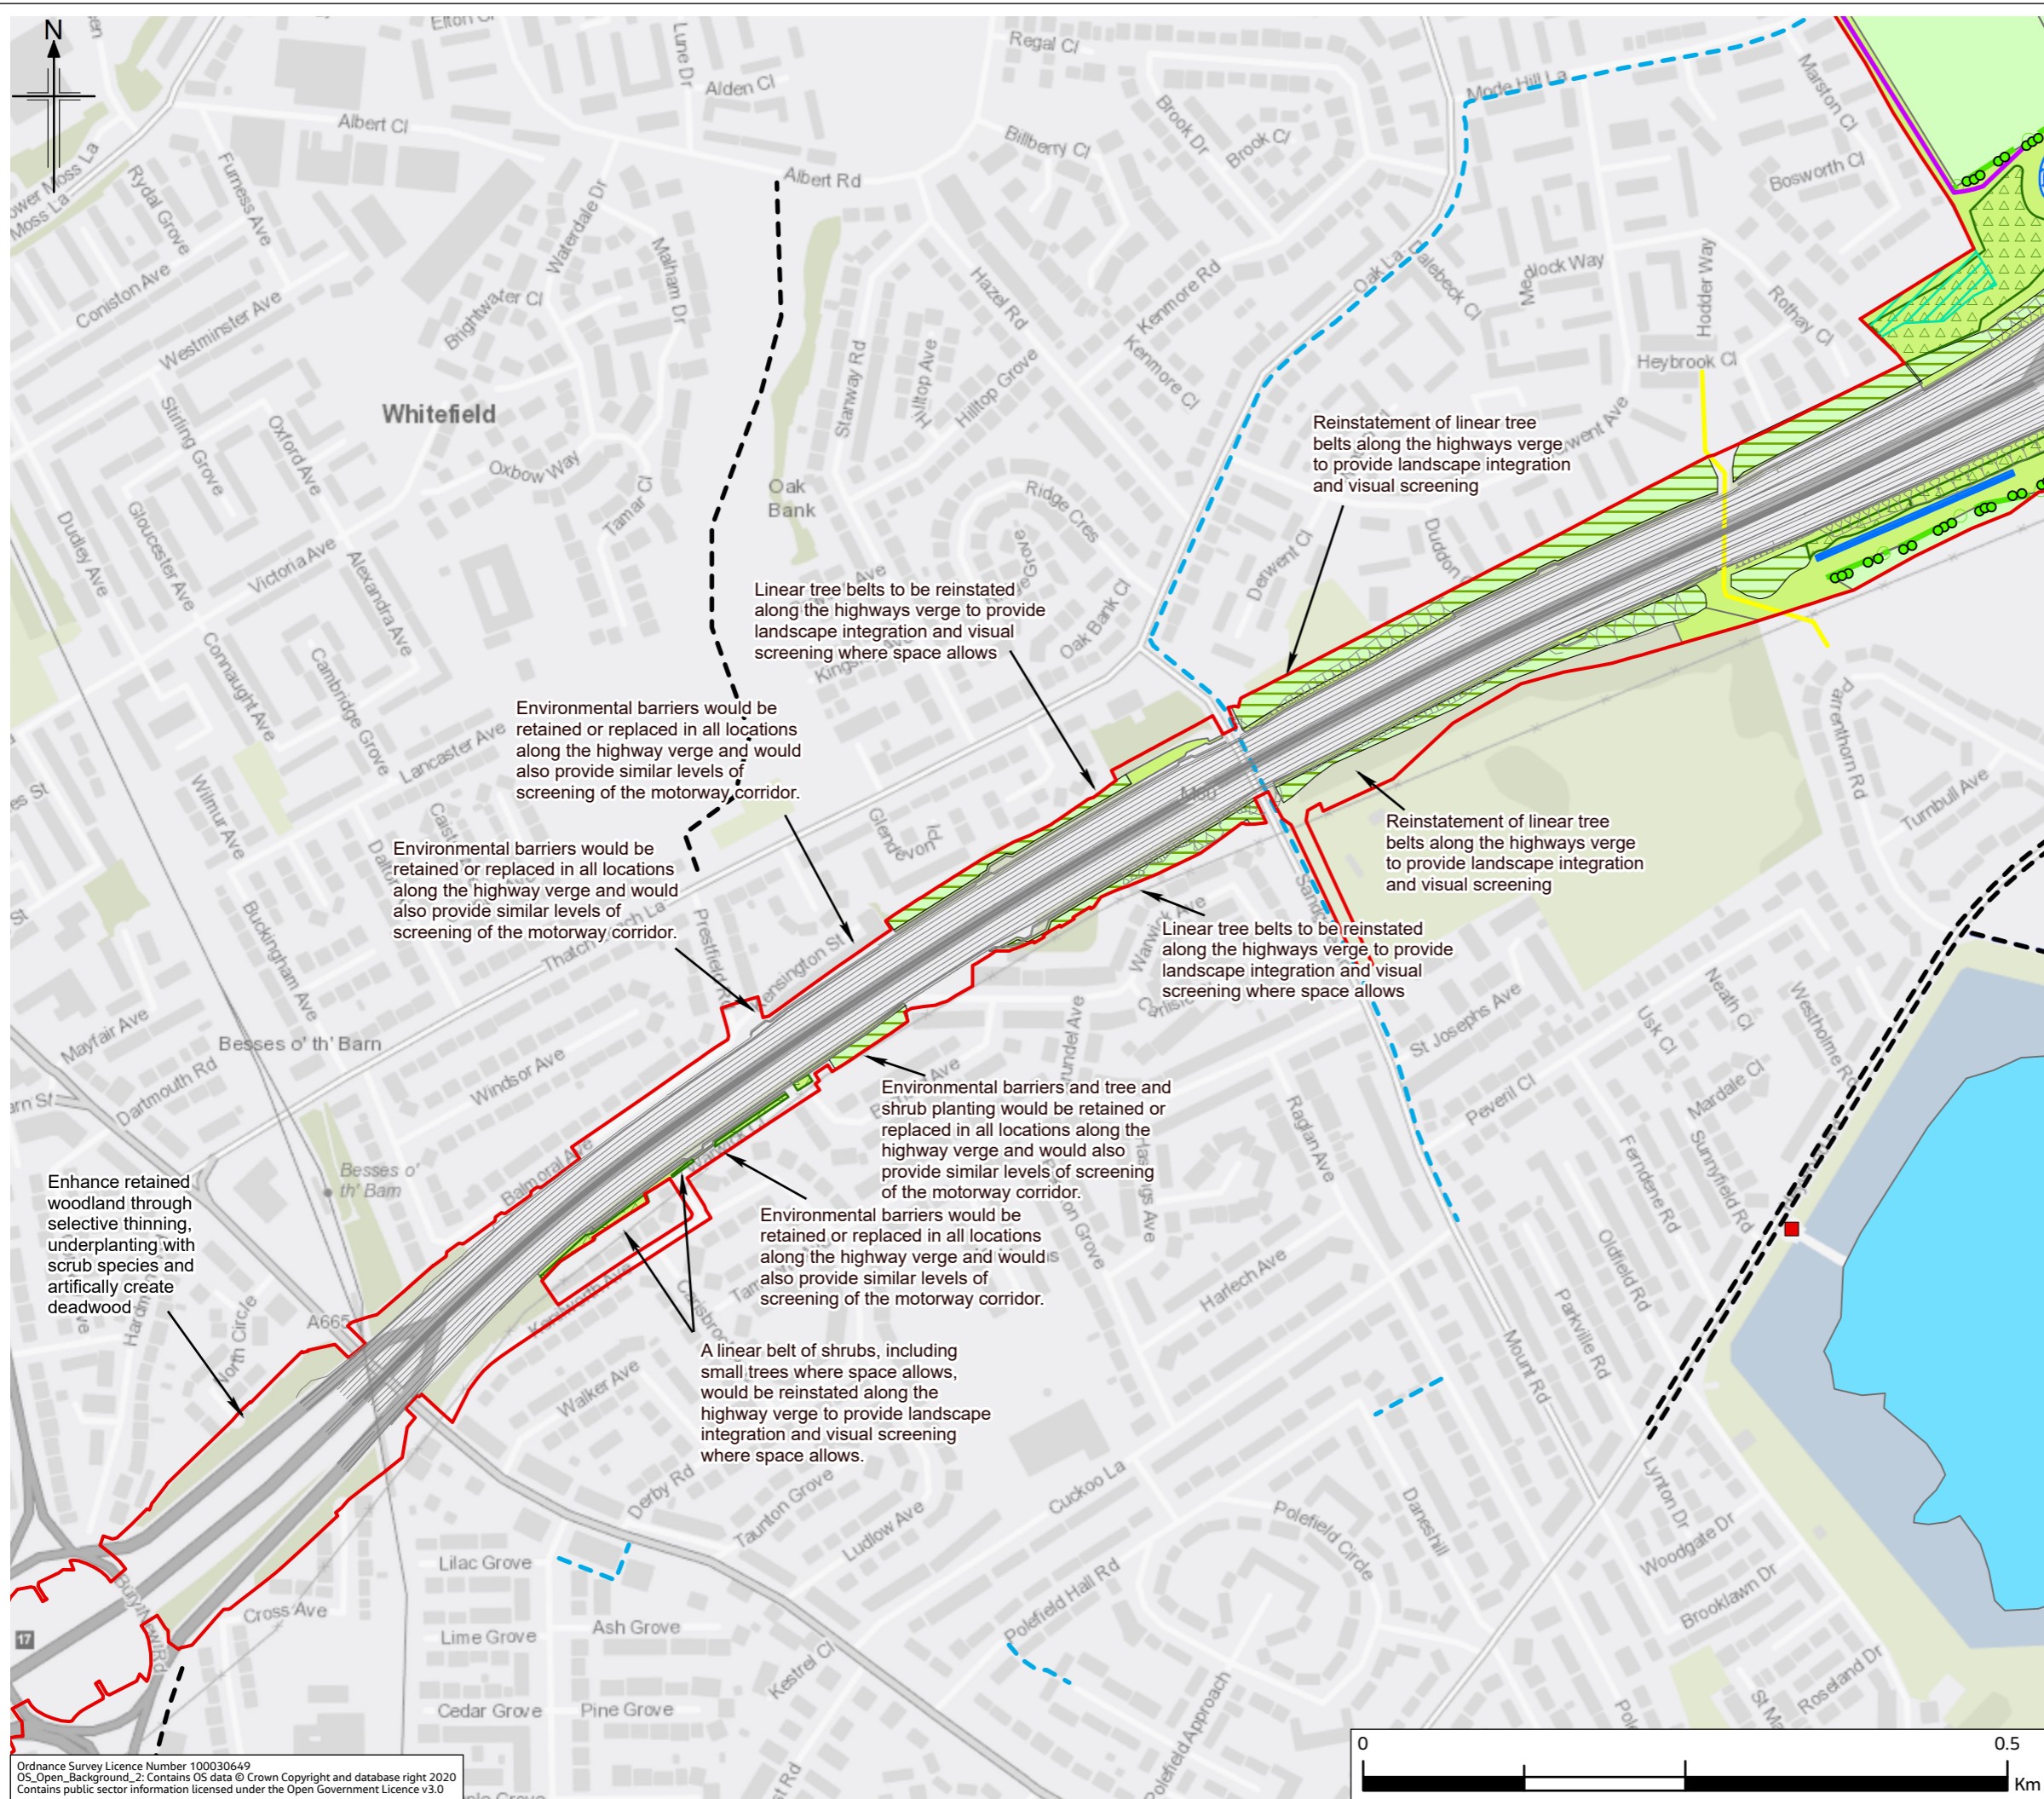 N
Elton Cl
Lune Dr
Alden Cl
Regal Cl
Mode Hill La
Marston Cl
Albert Cl
Albert Rd
Billberry Cl
Brook Dr
Brook Cl
Bosworth Cl
Moss La
Rydal Grove
Furness Ave
Waterdale Dr
Malham Dr
Hazel Rd
Kenmore Rd
Oak La
Hodder Way
Rothay Cl
Coniston Ave
Westminster Ave
Brightwater Cl
Stanway Rd
Hilltop Ave
Hilltop Grove
Kenmore Cl
Heybrook Cl
Whitefield
Stirling Grove
Oxford Ave
Oxbow Way
Tamar Cl
Oak
Bank
Ridge Cres
Reinstatement of linear tree
belts along the highways verge
to provide landscape integration
and visual screening
Dudley Ave
Gloucester Ave
Victoria Ave
Alexandra Ave
Derwent Cl
Linear tree belts to be reinstated
along the highways verge to provide
landscape integration and visual
screening where space allows
Oak Bank Cl
Connaught Ave
Cambridge Grove
Lancaster Ave
Environmental barriers would be
retained or replaced in all locations
along the highway verge and would
also provide similar levels of
screening of the motorway corridor.
Parrenthorn Rd
Turnbull Ave
M60
Wilmur Ave
Environmental barriers would be
retained or replaced in all locations
along the highway verge and would
also provide similar levels of
screening of the motorway corridor.
Reinstatement of linear tree
belts along the highways verge
to provide landscape integration
and visual screening
Buckingham Ave
Thatch Leach La
Prestfield Rd
Kensington St
Warwick Ave
Linear tree belts to be reinstated
along the highways verge to provide
landscape integration and visual
screening where space allows
Mayfair Ave
Besses o' th' Barn
Dartmouth Rd
Windsor Ave
St Josephs Ave
Neath Cl
Usk Cl
Westholme Rd
Mardale Cl
Environmental barriers and tree and
shrub planting would be retained or
replaced in all locations along the
highway verge and would also
provide similar levels of screening
of the motorway corridor.
Raglan Ave
Peveril Cl
Ferndene Rd
Sunnyfield Rd
Besses o'
th' Barn
Balmoral Ave
Enhance retained
woodland through
selective thinning,
underplanting with
scrub species and
artifically create
deadwood
Environmental barriers would be
retained or replaced in all locations
along the highway verge and would
also provide similar levels of
screening of the motorway corridor.
Harlech Ave
Oldfield Rd
Parkville Rd
North Circle
A665
Kenilworth Ave
Mount Rd
A linear belt of shrubs, including
small trees where space allows,
would be reinstated along the
highway verge to provide landscape
integration and visual screening
where space allows.
Walker Ave
Derby Rd
Taunton Grove
Ludlow Ave
Cuckoo La
Polefield Circle
Daneshill
Lynton Dr
Woodgate Dr
Brooklawn Dr
Lilac Grove
Bury New Rd
Cross Ave
Lime Grove
Ash Grove
Polefield Hall Rd
17
Kestrel Cl
Cedar Grove
Pine Grove
Polefield Approach
Roseland Dr
0
0.5
Km
Ordnance Survey Licence Number 100030649
OS_Open_Background_2: Contains OS data © Crown Copyright and database right 2020
Contains public sector information licensed under the Open Government Licence v3.0